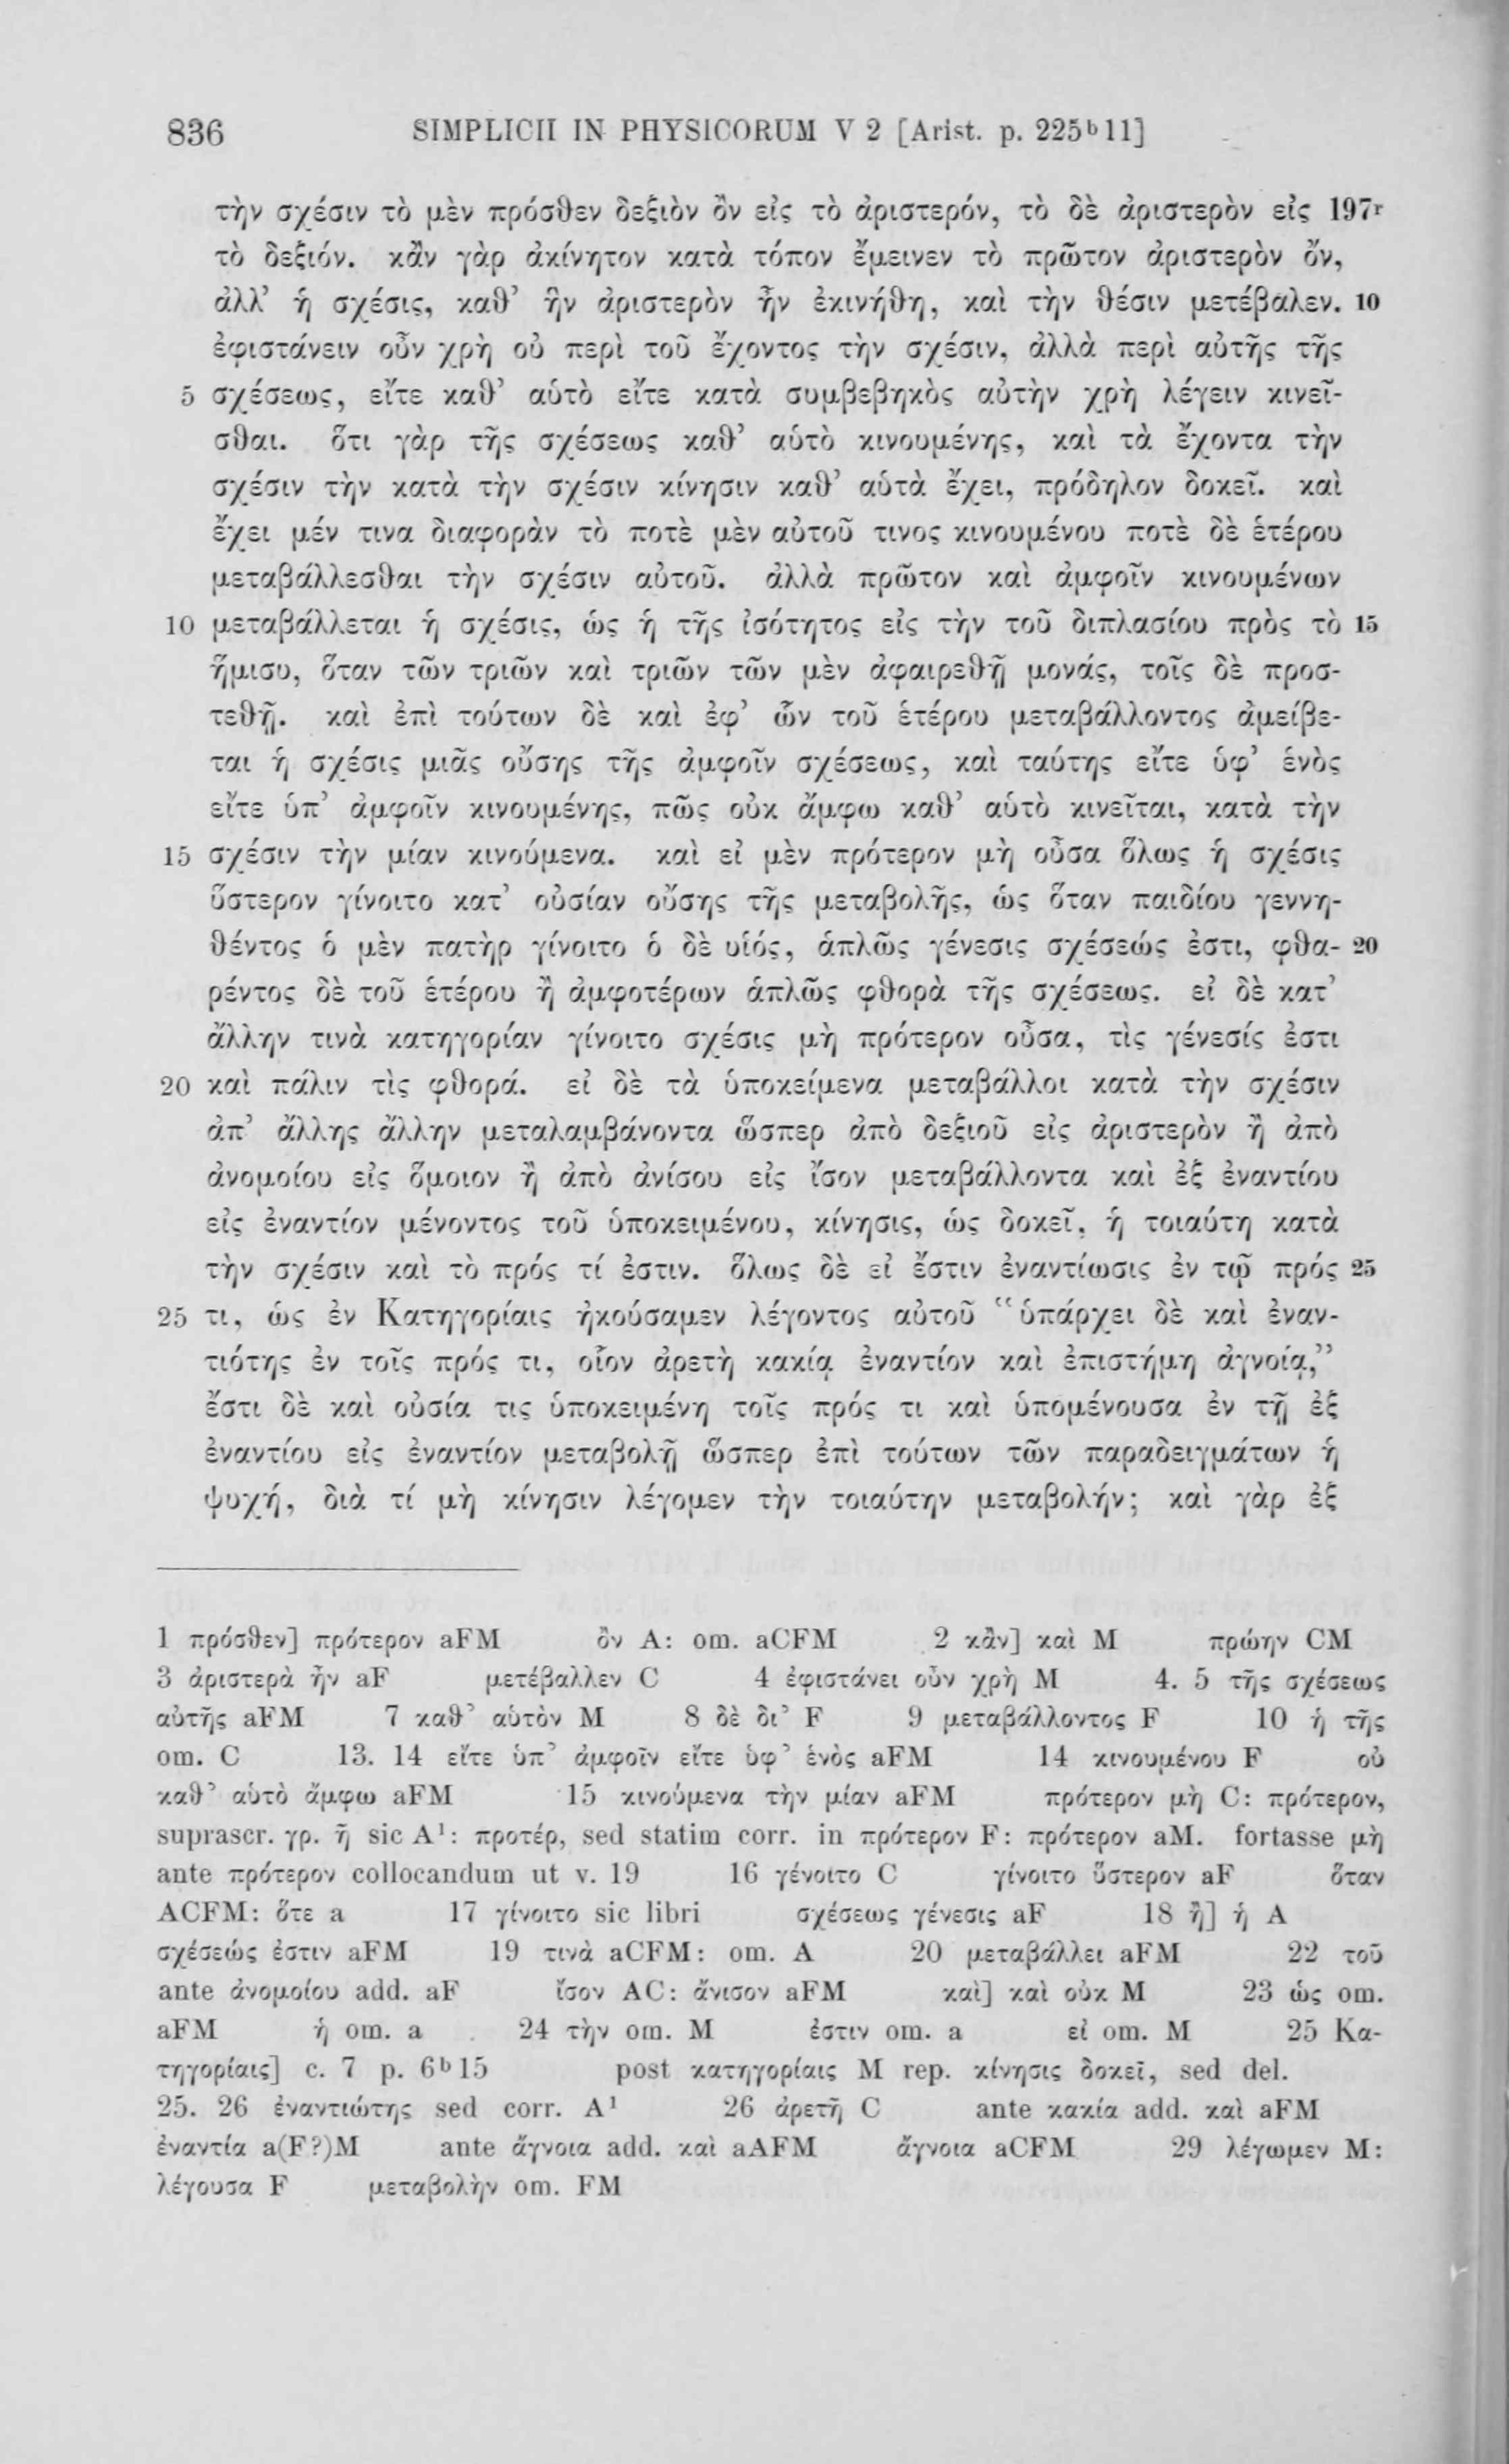 836 SIMPLICII IN PHYSICORUM V 2 [Arist. p. 225ᵇ11]
τὴν σχέσιν τὸ μὲν πρόσθεν δεξιὸν ὂν εἰς τὸ ἀριστερόν, τὸ δὲ ἀριστερὸν εἰς 197ʳ
τὸ δεξιόν. κἂν γὰρ ἀκίνητον κατὰ τόπον ἔμεινεν τὸ πρῶτον ἀριστερὸν ὄν,
ἀλλ’ ἡ σχέσις, καθ’ ἣν ἀριστερὸν ἦν ἐκινήθη, καὶ τὴν θέσιν μετέβαλεν. 10
ἐφιστάνειν οὖν χρὴ οὐ περὶ τοῦ ἔχοντος τὴν σχέσιν, ἀλλὰ περὶ αὐτῆς τῆς
5 σχέσεως, εἴτε καθ’ αὑτὸ εἴτε κατὰ συμβεβηκὸς αὐτὴν χρὴ λέγειν κινεῖ-
σθαι. ὅτι γὰρ τῆς σχέσεως καθ’ αὑτὸ κινουμένης, καὶ τὰ ἔχοντα τὴν
σχέσιν τὴν κατὰ τὴν σχέσιν κίνησιν καθ’ αὑτὰ ἔχει, πρόδηλον δοκεῖ. καὶ
ἔχει μέν τινα διαφορὰν τὸ ποτὲ μὲν αὐτοῦ τινος κινουμένου ποτὲ δὲ ἑτέρου
μεταβάλλεσθαι τὴν σχέσιν αὐτοῦ. ἀλλὰ πρῶτον καὶ ἀμφοῖν κινουμένων
10 μεταβάλλεται ἡ σχέσις, ὡς ἡ τῆς ἰσότητος εἰς τὴν τοῦ διπλασίου πρὸς τὸ 15
ἥμισυ, ὅταν τῶν τριῶν καὶ τριῶν τῶν μὲν ἀφαιρεθῇ μονάς, τοῖς δὲ προσ-
τεθῇ. καὶ ἐπὶ τούτων δὲ καὶ ἐφ’ ὧν τοῦ ἑτέρου μεταβάλλοντος ἀμείβε-
ται ἡ σχέσις μιᾶς οὔσης τῆς ἀμφοῖν σχέσεως, καὶ ταύτης εἴτε ὑφ’ ἑνὸς
εἴτε ὑπ’ ἀμφοῖν κινουμένης, πῶς οὐκ ἄμφω καθ’ αὑτὸ κινεῖται, κατὰ τὴν
15 σχέσιν τὴν μίαν κινούμενα. καὶ εἰ μὲν πρότερον μὴ οὖσα ὅλως ἡ σχέσις
ὕστερον γίνοιτο κατ’ οὐσίαν οὔσης τῆς μεταβολῆς, ὡς ὅταν παιδίου γεννη-
θέντος ὁ μὲν πατὴρ γίνοιτο ὁ δὲ υἱός, ἁπλῶς γένεσις σχέσεώς ἐστι, φθα- 20
ρέντος δὲ τοῦ ἑτέρου ἢ ἀμφοτέρων ἁπλῶς φθορὰ τῆς σχέσεως. εἰ δὲ κατ’
ἄλλην τινὰ κατηγορίαν γίνοιτο σχέσις μὴ πρότερον οὖσα, τὶς γένεσίς ἐστι
20 καὶ πάλιν τὶς φθορά. εἰ δὲ τὰ ὑποκείμενα μεταβάλλοι κατὰ τὴν σχέσιν
ἀπ’ ἄλλης ἄλλην μεταλαμβάνοντα ὥσπερ ἀπὸ δεξιοῦ εἰς ἀριστερὸν ἢ ἀπὸ
ἀνομοίου εἰς ὅμοιον ἢ ἀπὸ ἀνίσου εἰς ἴσον μεταβάλλοντα καὶ ἐξ ἐναντίου
εἰς ἐναντίον μένοντος τοῦ ὑποκειμένου, κίνησις, ὡς δοκεῖ, ἡ τοιαύτη κατὰ
τὴν σχέσιν καὶ τὸ πρός τί ἐστιν. ὅλως δὲ εἰ ἔστιν ἐναντίωσις ἐν τῷ πρός 25
25 τι, ὡς ἐν Κατηγορίαις ἠκούσαμεν λέγοντος αὐτοῦ “ὑπάρχει δὲ καὶ ἐναν-
τιότης ἐν τοῖς πρός τι, οἷον ἀρετὴ κακίᾳ ἐναντίον καὶ ἐπιστήμη ἀγνοίᾳ,”
ἔστι δὲ καὶ οὐσία τις ὑποκειμένη τοῖς πρός τι καὶ ὑπομένουσα ἐν τῇ ἐξ
ἐναντίου εἰς ἐναντίον μεταβολῇ ὥσπερ ἐπὶ τούτων τῶν παραδειγμάτων ἡ
ψυχή, διὰ τί μὴ κίνησιν λέγομεν τὴν τοιαύτην μεταβολήν; καὶ γὰρ ἐξ
1 πρόσθεν] πρότερον aFM ὂν A: om. aCFM 2 κἂν] καὶ M πρώην CM
3 ἀριστερὰ ἦν aF μετέβαλλεν C 4 ἐφιστάνει οὖν χρὴ M 4. 5 τῆς σχέσεως
αὐτῆς aFM 7 καθ’ αὑτὸν M 8 δὲ δι’ F 9 μεταβάλλοντος F 10 ἡ τῆς
om. C 13. 14 εἴτε ὑπ’ ἀμφοῖν εἴτε ὑφ’ ἑνὸς aFM 14 κινουμένου F οὐ
καθ’ αὑτὸ ἄμφω aFM 15 κινούμενα τὴν μίαν aFM πρότερον μὴ C: πρότερον,
suprascr. γρ. ῇ sic A¹: προτέρ, sed statim corr. in πρότερον F: πρότερον aM. fortasse μὴ
ante πρότερον collocandum ut v. 19 16 γένοιτο C γίνοιτο ὕστερον aF ὅταν
ACFM: ὅτε a 17 γίνοιτο sic libri σχέσεως γένεσις aF 18 ἢ] ἡ A
σχέσεώς ἐστιν aFM 19 τινὰ aCFM: om. A 20 μεταβάλλει aFM 22 τοῦ
ante ἀνομοίου add. aF ἴσον AC: ἄνισον aFM καὶ] καὶ οὐκ M 23 ὡς om.
aFM ἡ om. a 24 τὴν om. M ἐστιν om. a εἰ om. M 25 Κα-
τηγορίαις] c. 7 p. 6ᵇ15 post κατηγορίαις M rep. κίνησις δοκεῖ, sed del.
25. 26 ἐναντιώτης sed corr. A¹ 26 ἀρετῇ C ante κακία add. καὶ aFM
ἐναντία a(F?)M ante ἄγνοια add. καὶ aAFM ἄγνοια aCFM 29 λέγωμεν M:
λέγουσα F μεταβολὴν om. FM